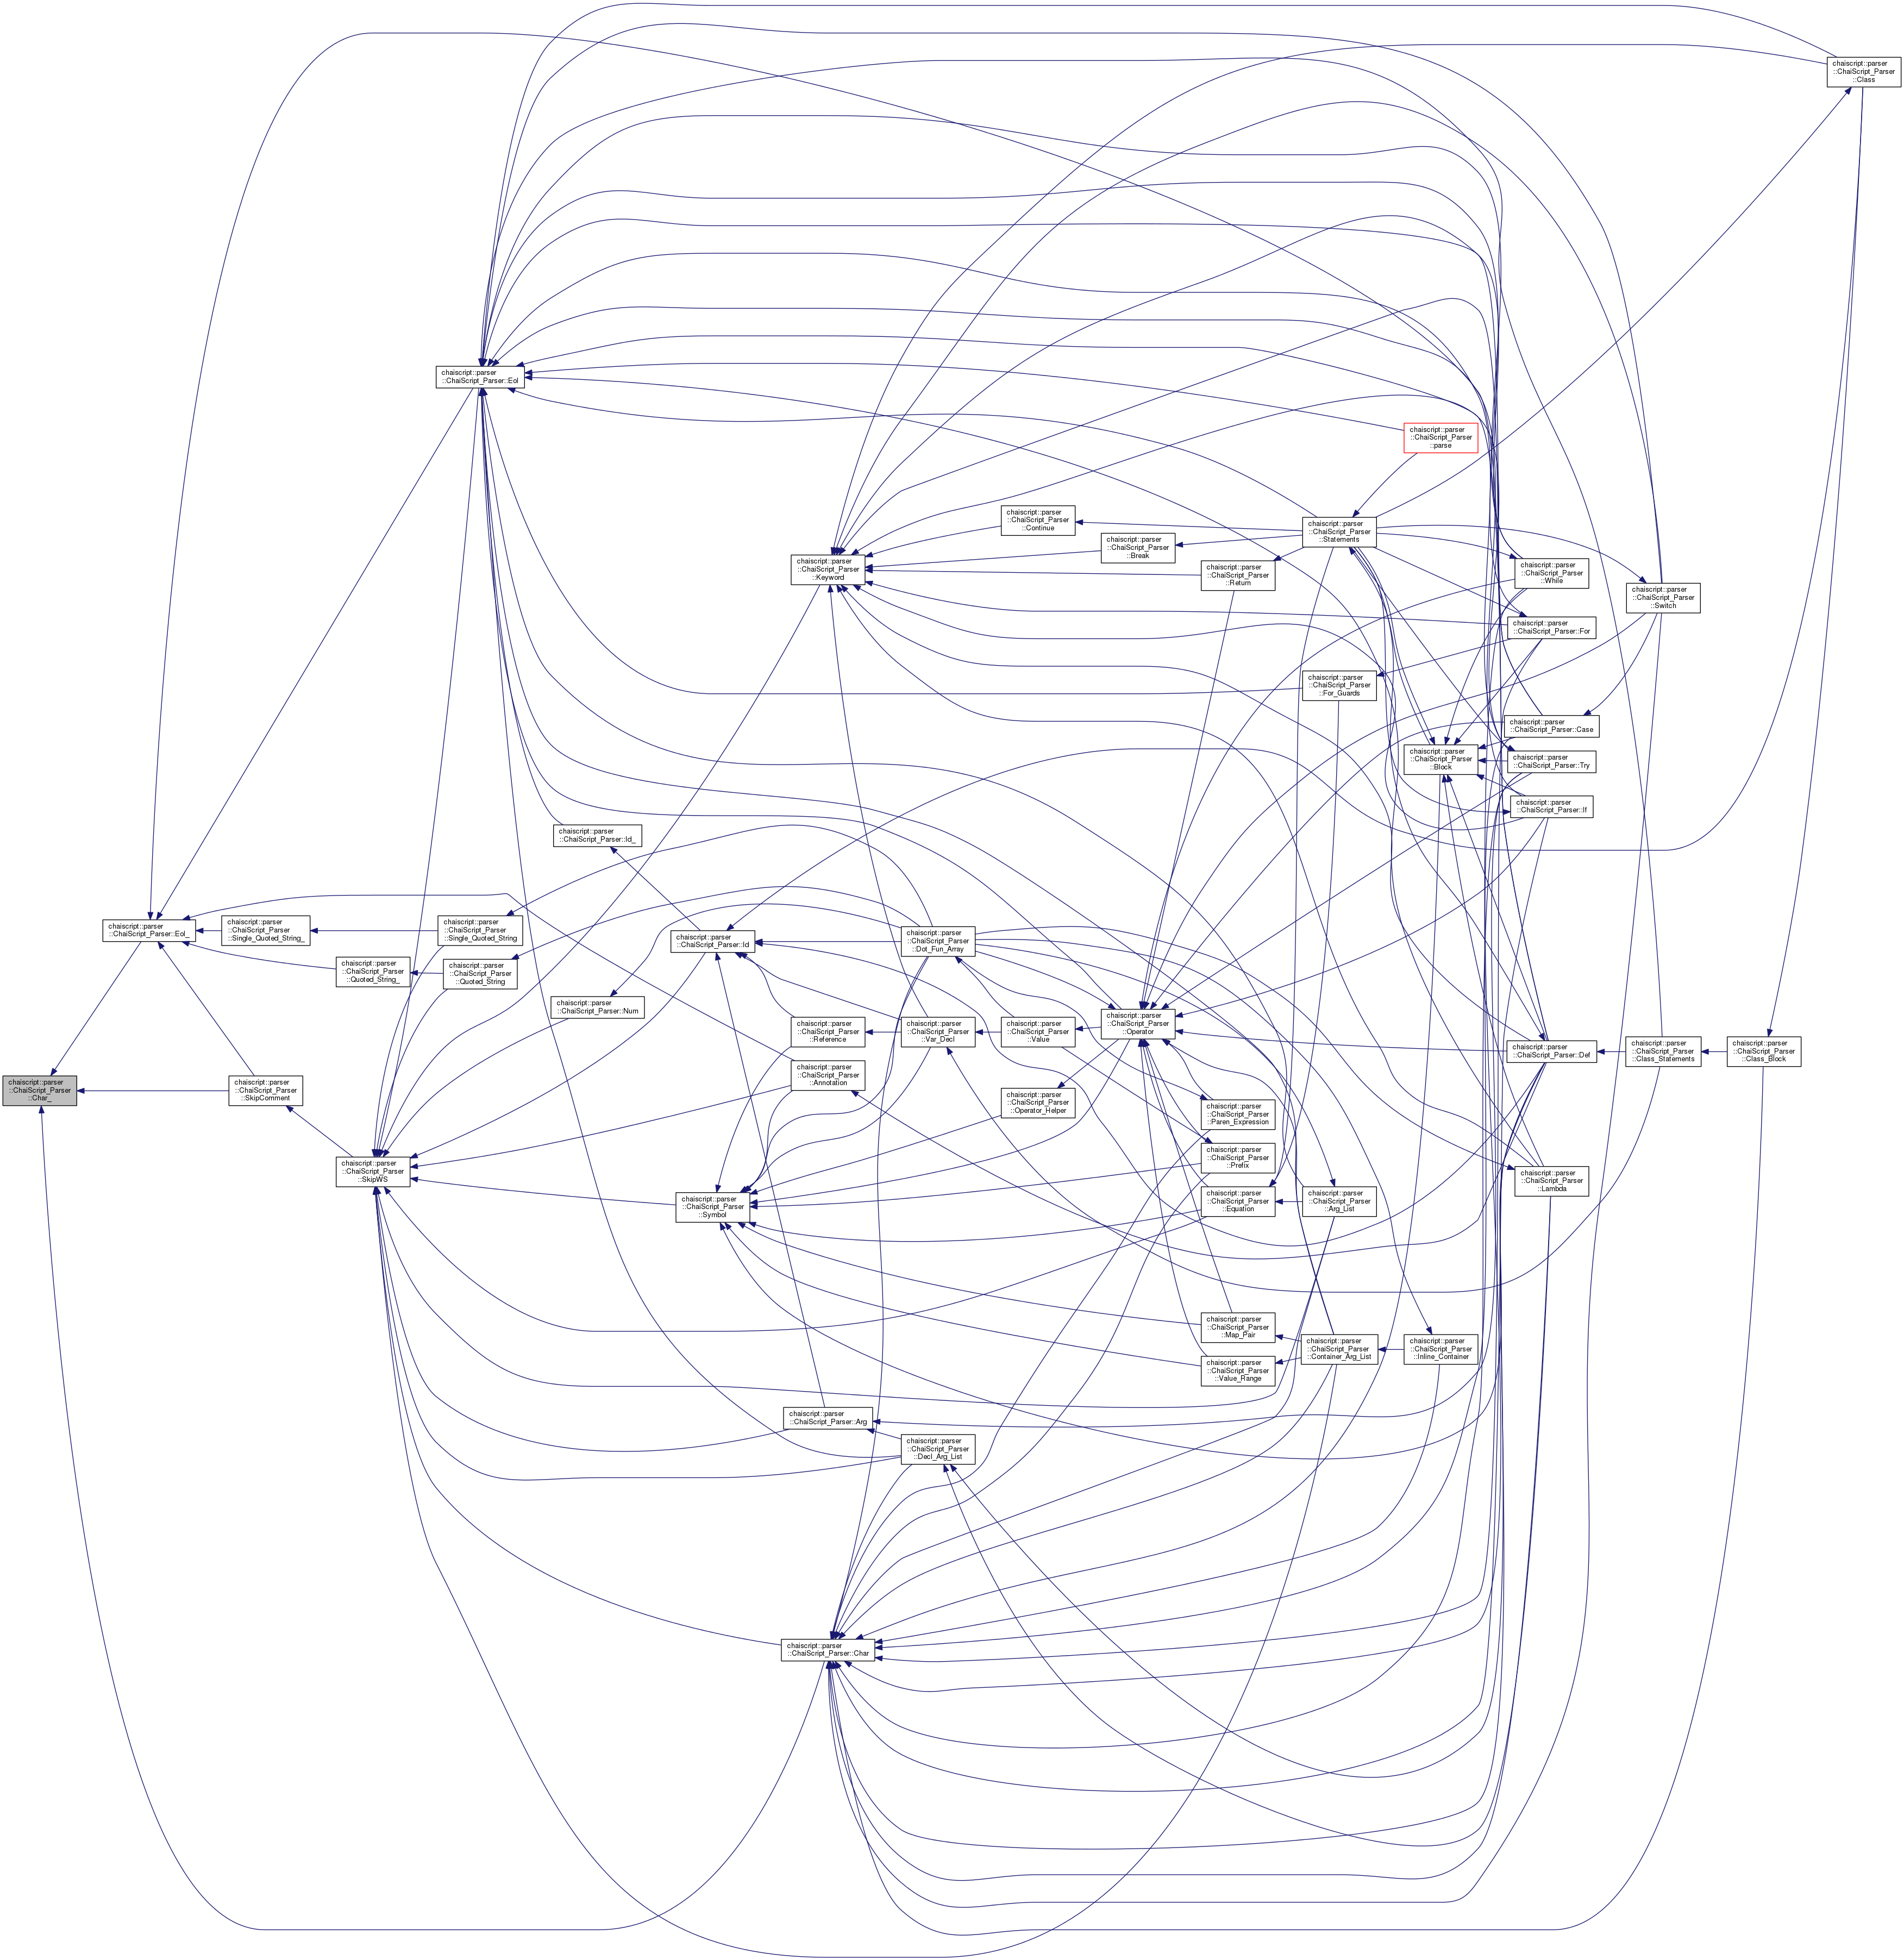 chaiscript::parser
::ChaiScript_Parser
::Class
chaiscript::parser
::ChaiScript_Parser::Eol
chaiscript::parser
::ChaiScript_Parser
::parse
chaiscript::parser
::ChaiScript_Parser
::Continue
chaiscript::parser
::ChaiScript_Parser
::Statements
chaiscript::parser
::ChaiScript_Parser
::Break
chaiscript::parser
::ChaiScript_Parser
::Keyword
chaiscript::parser
::ChaiScript_Parser
::Return
chaiscript::parser
::ChaiScript_Parser
::While
chaiscript::parser
::ChaiScript_Parser
::Switch
chaiscript::parser
::ChaiScript_Parser::For
chaiscript::parser
::ChaiScript_Parser
::For_Guards
chaiscript::parser
::ChaiScript_Parser::Case
chaiscript::parser
::ChaiScript_Parser
::Block
chaiscript::parser
::ChaiScript_Parser::Try
chaiscript::parser
::ChaiScript_Parser::If
chaiscript::parser
::ChaiScript_Parser::Id_
chaiscript::parser
::ChaiScript_Parser::Eol_
chaiscript::parser
::ChaiScript_Parser
::Single_Quoted_String_
chaiscript::parser
::ChaiScript_Parser
::Single_Quoted_String
chaiscript::parser
::ChaiScript_Parser::Id
chaiscript::parser
::ChaiScript_Parser
::Dot_Fun_Array
chaiscript::parser
::ChaiScript_Parser
::Quoted_String_
chaiscript::parser
::ChaiScript_Parser
::Quoted_String
chaiscript::parser
::ChaiScript_Parser::Num
chaiscript::parser
::ChaiScript_Parser
::Reference
chaiscript::parser
::ChaiScript_Parser
::Var_Decl
chaiscript::parser
::ChaiScript_Parser
::Value
chaiscript::parser
::ChaiScript_Parser
::Operator
chaiscript::parser
::ChaiScript_Parser::Def
chaiscript::parser
::ChaiScript_Parser
::Class_Statements
chaiscript::parser
::ChaiScript_Parser
::Class_Block
chaiscript::parser
::ChaiScript_Parser
::Annotation
chaiscript::parser
::ChaiScript_Parser
::Char_
chaiscript::parser
::ChaiScript_Parser
::SkipComment
chaiscript::parser
::ChaiScript_Parser
::Operator_Helper
chaiscript::parser
::ChaiScript_Parser
::Paren_Expression
chaiscript::parser
::ChaiScript_Parser
::SkipWS
chaiscript::parser
::ChaiScript_Parser
::Prefix
chaiscript::parser
::ChaiScript_Parser
::Lambda
chaiscript::parser
::ChaiScript_Parser
::Symbol
chaiscript::parser
::ChaiScript_Parser
::Equation
chaiscript::parser
::ChaiScript_Parser
::Arg_List
chaiscript::parser
::ChaiScript_Parser
::Map_Pair
chaiscript::parser
::ChaiScript_Parser
::Container_Arg_List
chaiscript::parser
::ChaiScript_Parser
::Inline_Container
chaiscript::parser
::ChaiScript_Parser
::Value_Range
chaiscript::parser
::ChaiScript_Parser::Arg
chaiscript::parser
::ChaiScript_Parser
::Decl_Arg_List
chaiscript::parser
::ChaiScript_Parser::Char